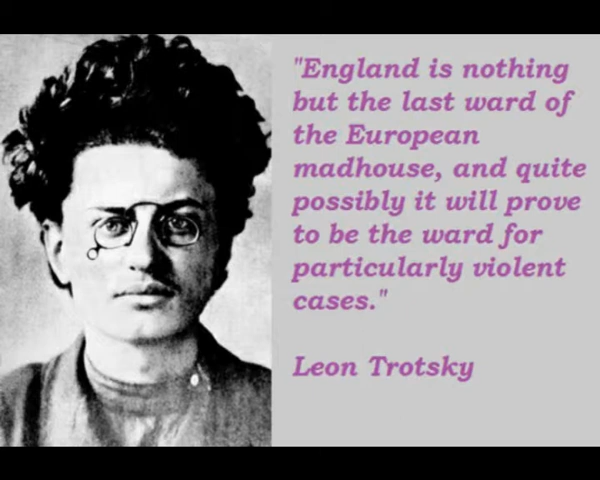 "England is nothing
but the last ward of
the European
madhouse, and quite
possibly it will prove
to be the ward for
particularly violent
cases."
Leon Trotsky